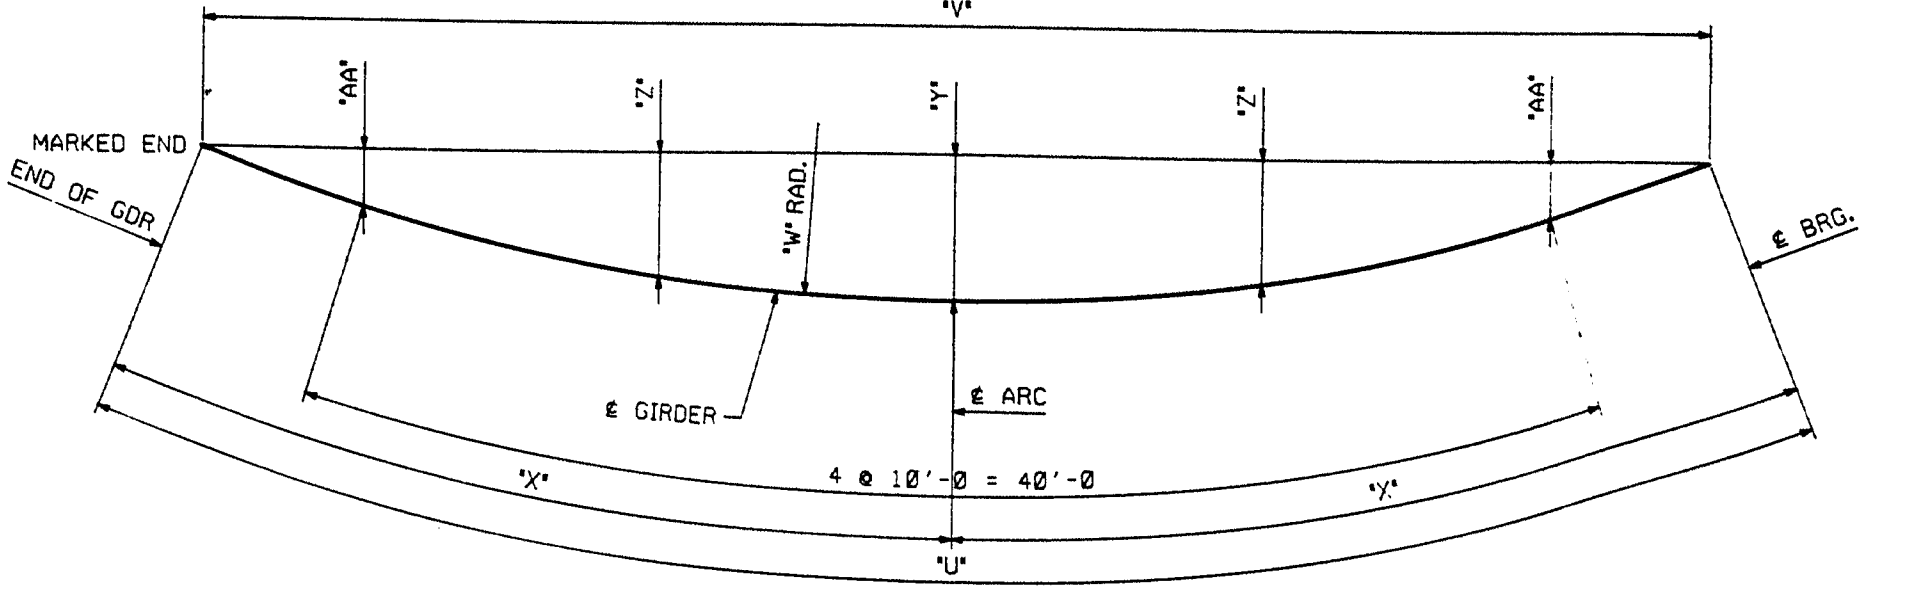 "V"
"AA"
"Z"
"Y"
"Z"
"AA"
MARKED END
END OF GDR
"W" RAD.
℄ BRG.
℄ GIRDER
℄ ARC
4 @ 10'-0 = 40'-0
"X"
"X"
"U"